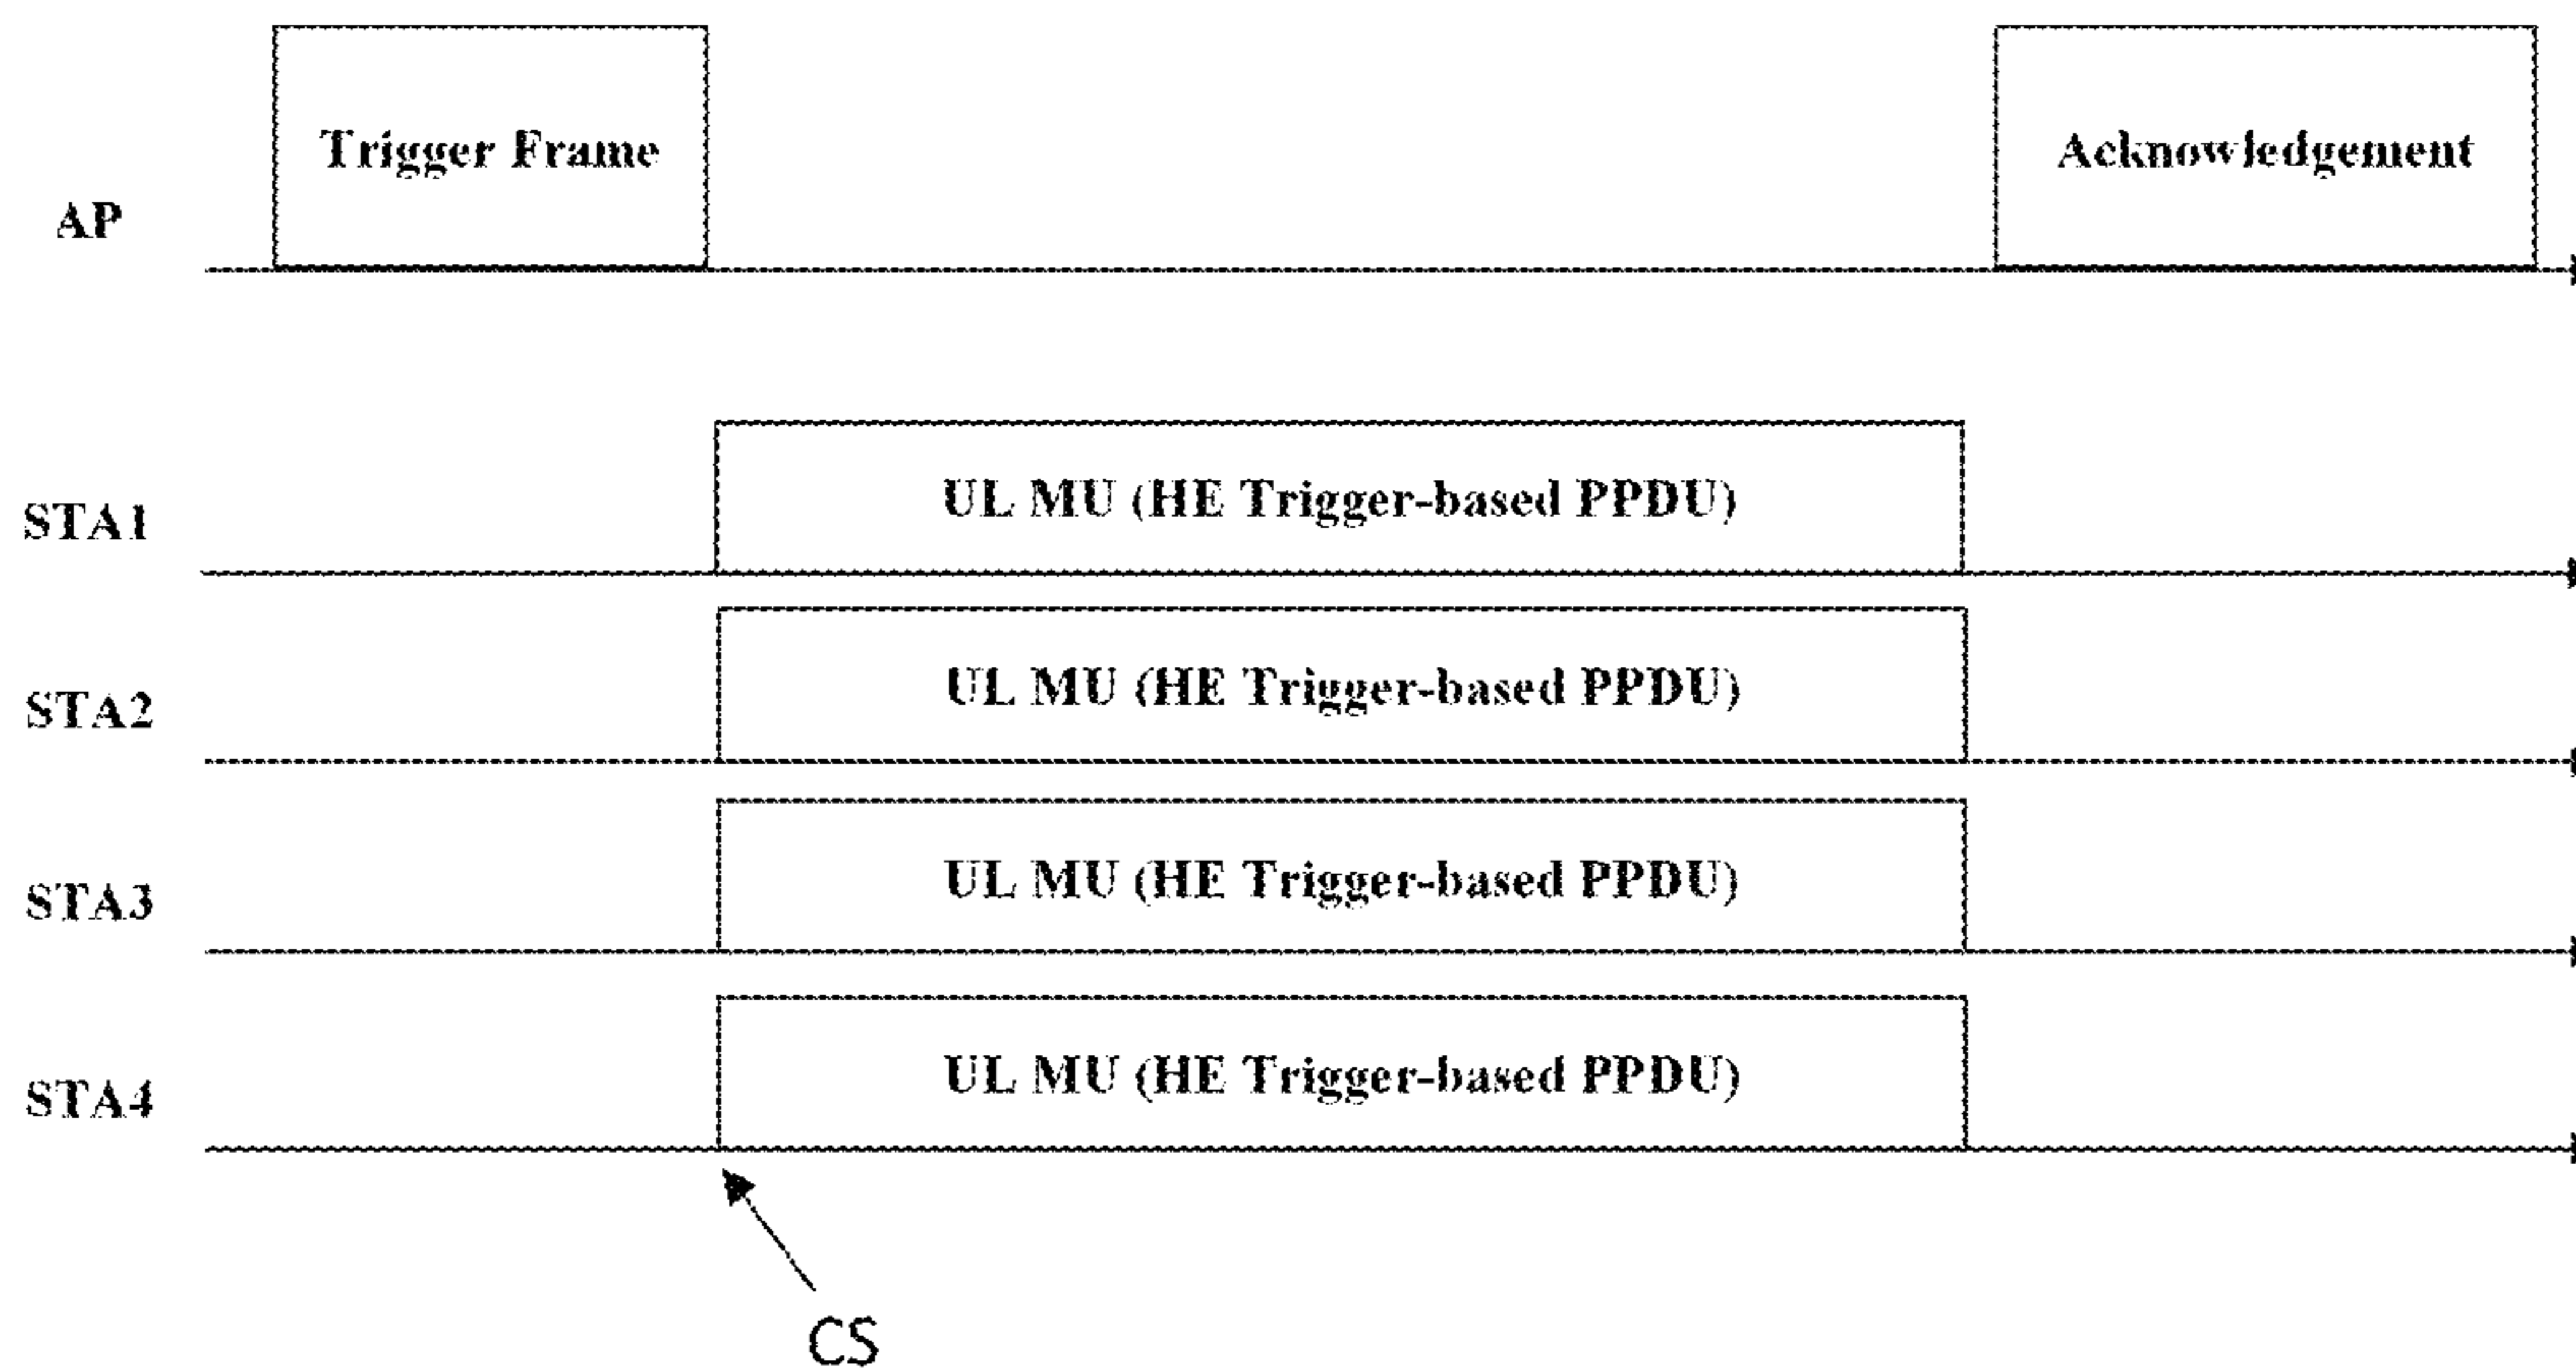 Trigger Frame
Acknowledgement
AP
UL MU (HE Trigger-based PPDU)
STA1
UL MU (HE Trigger-based PPDU)
STA2
UL MU (HE Trigger-based PPDU)
STA3
UL MU (HE Trigger-based PPDU)
STA4
CS